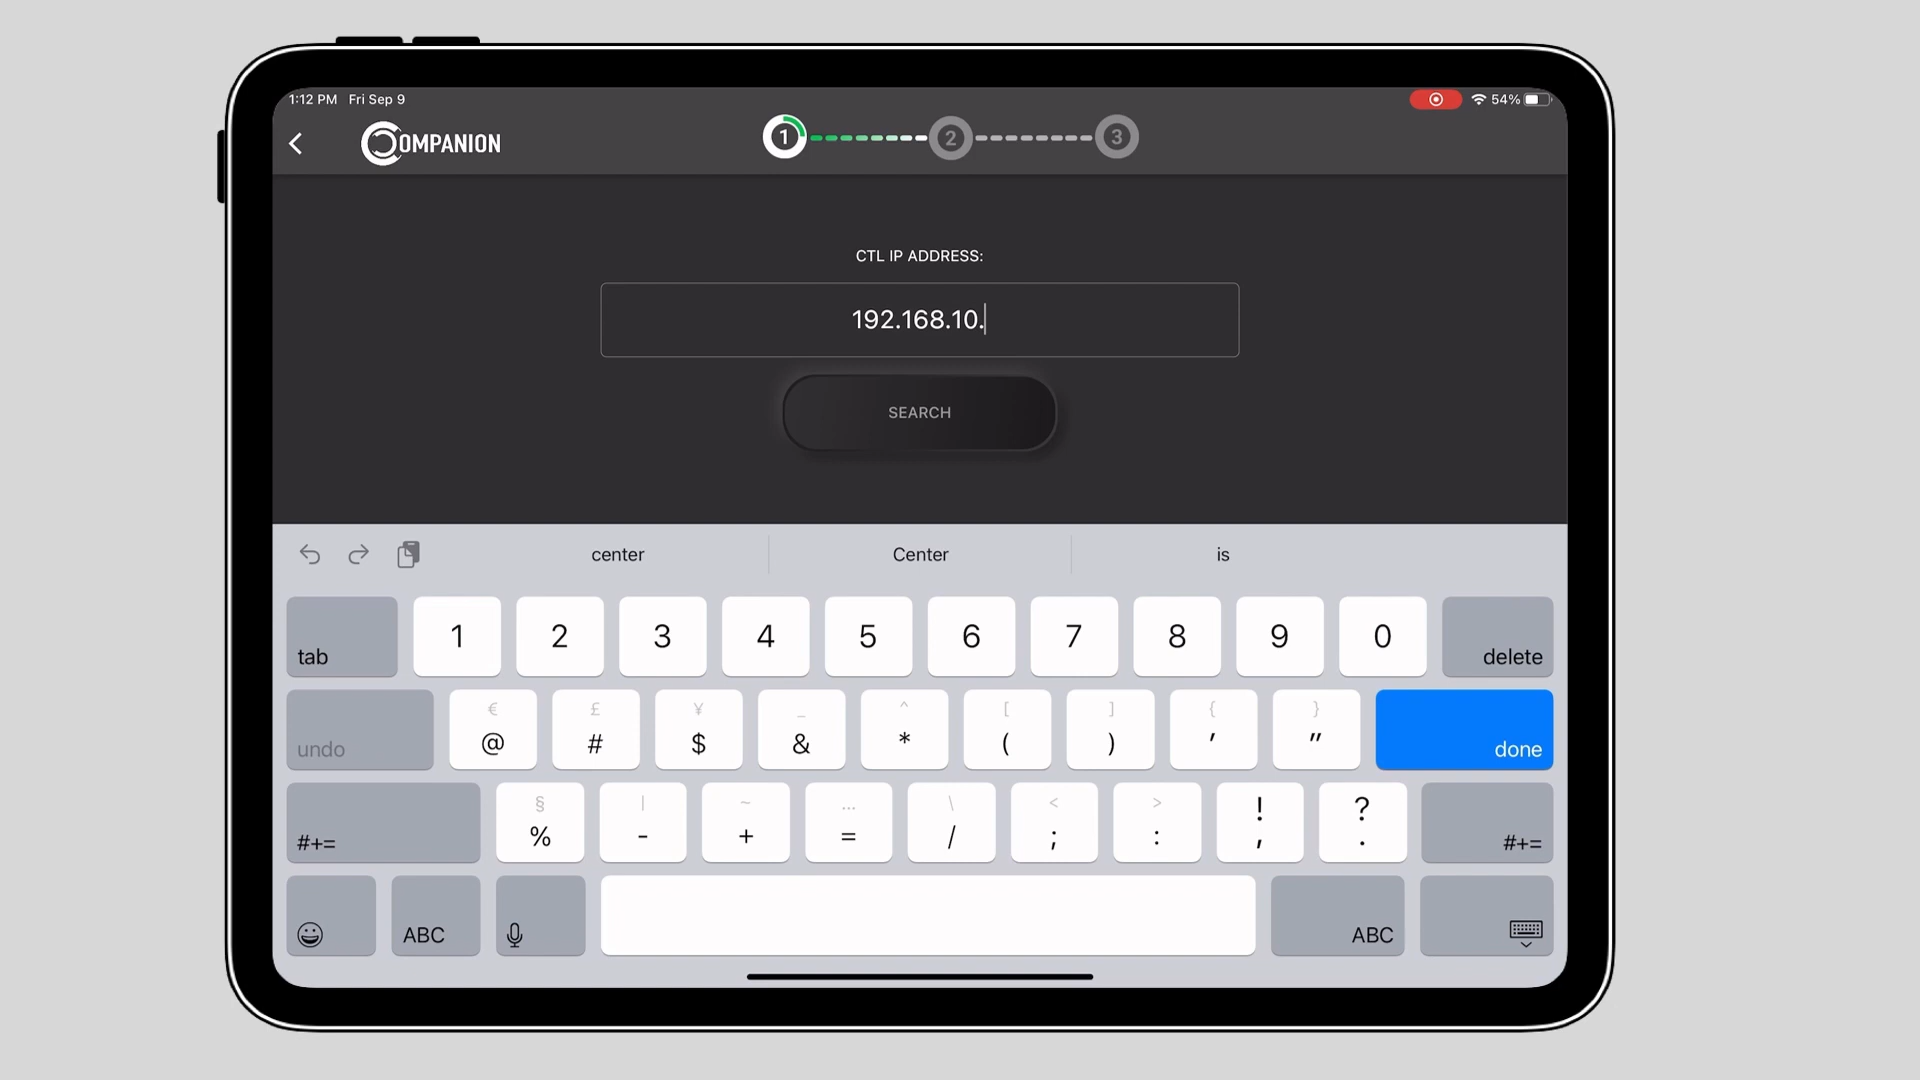 1:12 PM Fri Sep 9
54%
COMPANION
1
2
3
CTL IP ADDRESS:
192.168.10.
SEARCH
center
Center
is
tab
1 2 3 4 5 6 7 8 9 0
delete
undo
€ £ ¥ _ ^ [ ] { }
@ # $ & * ( ) ' "
done
§ | ~ … \ < > ! ?
#+= % - + = / ; : , . #+=
ABC
ABC